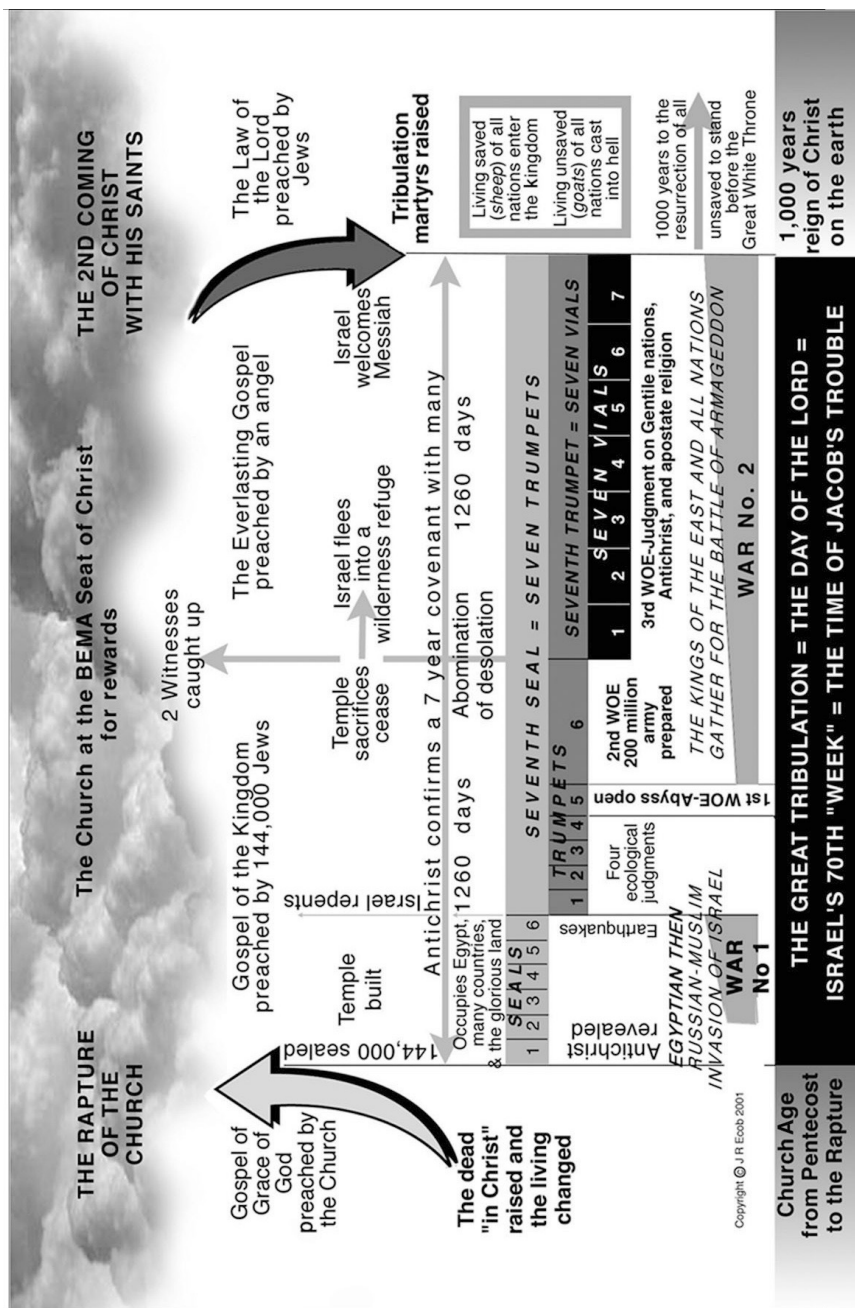 THE RAPTURE
OF THE
CHURCH
The Church at the BEMA Seat of Christ
for rewards
THE 2ND COMING
OF CHRIST
WITH HIS SAINTS
2 Witnesses
caught up
Gospel of
Grace of
God
preached by
the Church
Gospel of the Kingdom
preached by 144,000 Jews
The Everlasting Gospel
preached by an angel
The Law of
the Lord
preached by
Jews
The dead
"in Christ"
raised and
the living
changed
144,000 sealed
Temple
built
Israel repents
Temple
sacrifices
cease
Israel flees
into a
wilderness refuge
Israel
welcomes
Messiah
Tribulation
martyrs raised
Antichrist confirms a 7 year covenant with many
Occupies Egypt,
many countries,
& the glorious land
1260 days
Abomination
of desolation
1260 days
SEALS
1 2 3 4 5 6
SEVENTH SEAL = SEVEN TRUMPETS
TRUMPETS
1 2 3 4 5 6
SEVENTH TRUMPET = SEVEN VIALS
SEVEN VIALS
1 2 3 4 5 6 7
Living saved
(sheep) of all
nations enter
the kingdom
Living unsaved
(goats) of all
nations cast
into hell
Antichrist
revealed
Earthquakes
Four
ecological
judgments
1st WOE-Abyss open
2nd WOE
200 million
army
prepared
3rd WOE-Judgment on Gentile nations,
Antichrist, and apostate religion
EGYPTIAN THEN
RUSSIAN-MUSLIM
INVASION OF ISRAEL
WAR
No 1
THE KINGS OF THE EAST AND ALL NATIONS
GATHER FOR THE BATTLE OF ARMAGEDDON
WAR No. 2
1000 years to the
resurrection of all
unsaved to stand
before the
Great White Throne
Copyright © J R Ecob 2001
Church Age
from Pentecost
to the Rapture
THE GREAT TRIBULATION = THE DAY OF THE LORD =
ISRAEL'S 70TH "WEEK" = THE TIME OF JACOB'S TROUBLE
1,000 years
reign of Christ
on the earth